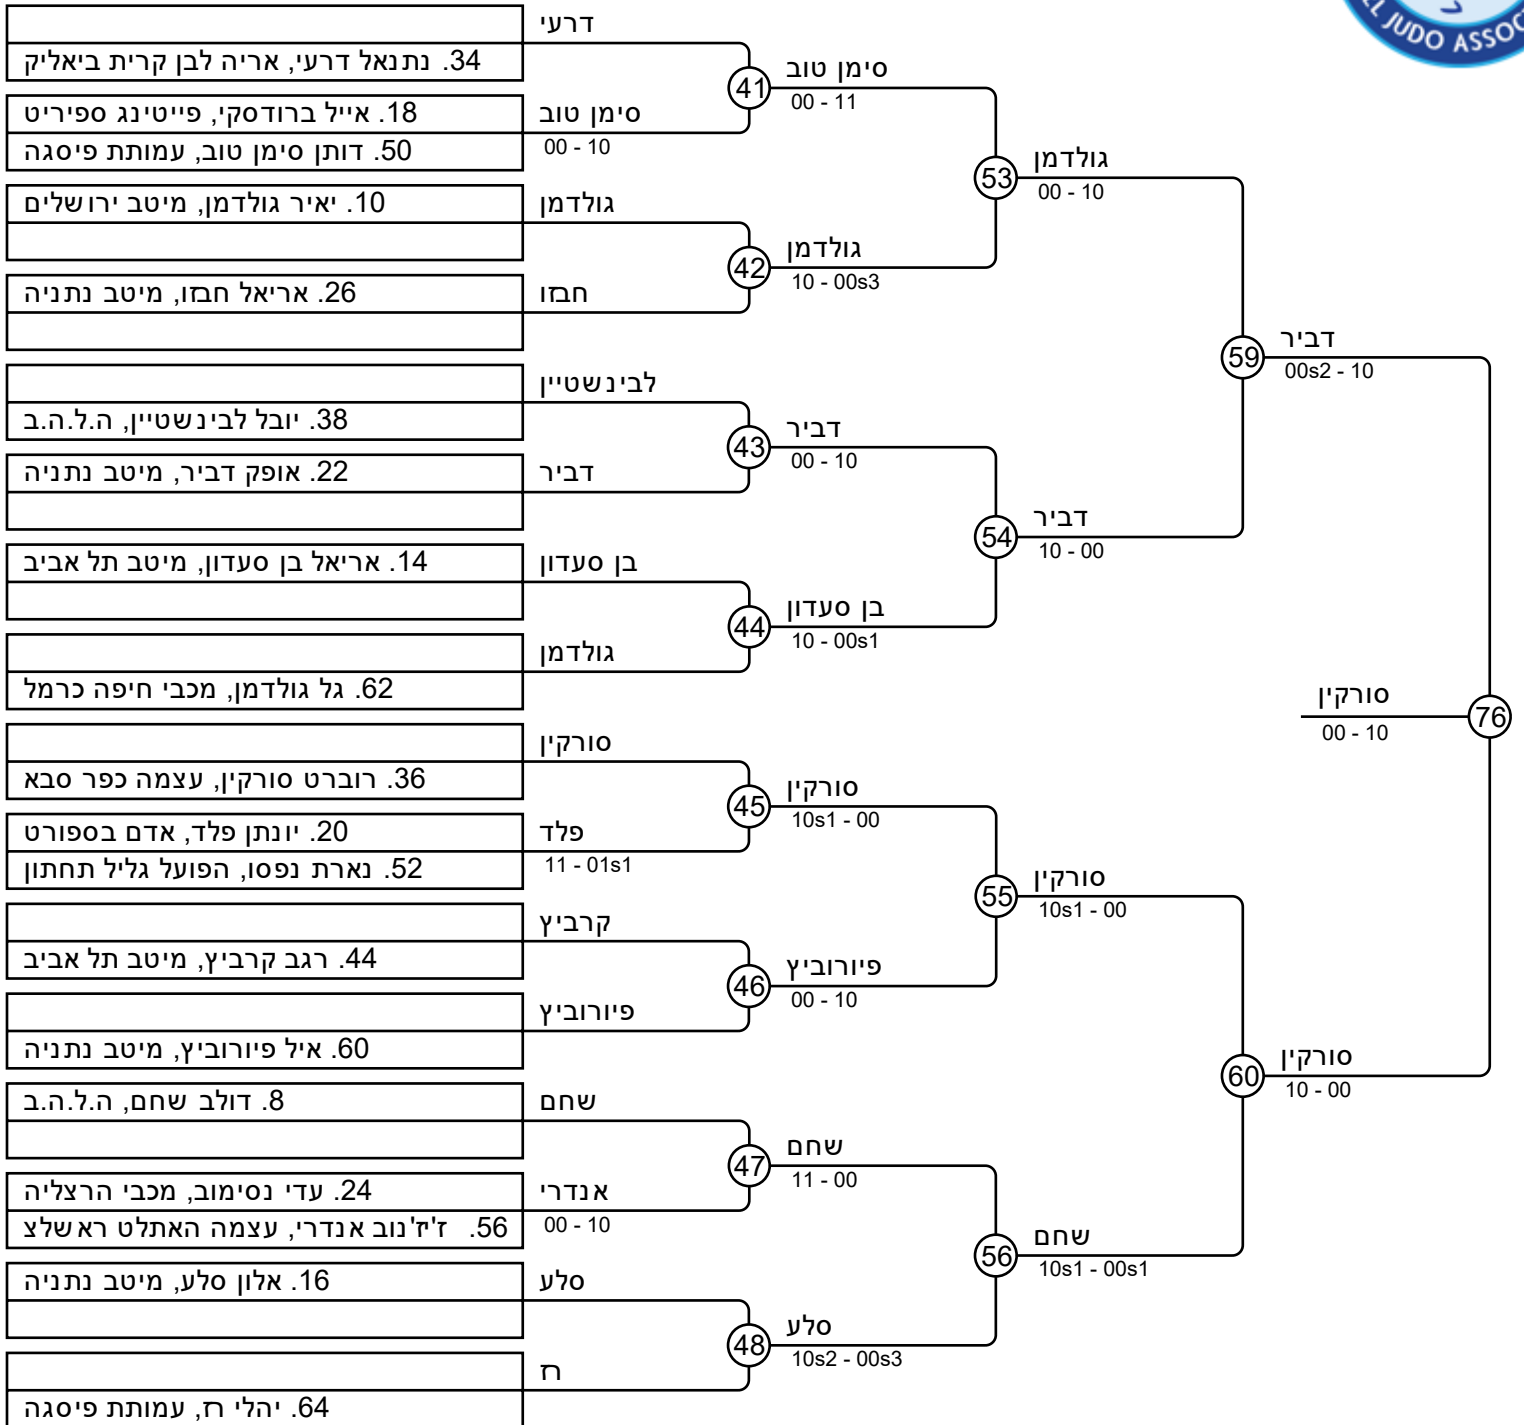 JUDO ASSOC
דרעי
34. נתנאל דרעי, אריה לבן קרית ביאליק
41
סימן טוב
00 - 11
18. אייל ברודסקי, פייטינג ספיריט
סימן טוב
00 - 10
50. דותן סימן טוב, עמותת פיסגה
53
גולדמן
00 - 10
10. יאיר גולדמן, מיטב ירושלים
גולדמן
42
גולדמן
10 - 00s3
26. אריאל חבזו, מיטב נתניה
חבזו
59
דביר
00s2 - 10
לבינשטיין
38. יובל לבינשטיין, ה.ל.ה.ב
43
דביר
00 - 10
22. אופק דביר, מיטב נתניה
דביר
54
דביר
10 - 00
14. אריאל בן סעדון, מיטב תל אביב
בן סעדון
44
בן סעדון
10 - 00s1
גולדמן
62. גל גולדמן, מכבי חיפה כרמל
סורקין
00 - 10
76
סורקין
36. רוברט סורקין, עצמה כפר סבא
45
סורקין
10s1 - 00
20. יונתן פלד, אדם בספורט
פלד
11 - 01s1
52. נארת נפסו, הפועל גליל תחתון
55
סורקין
10s1 - 00
קרביץ
44. רגב קרביץ, מיטב תל אביב
46
פיורוביץ
00 - 10
פיורוביץ
60. איל פיורוביץ, מיטב נתניה
60
סורקין
10 - 00
8. דולב שחם, ה.ל.ה.ב
שחם
47
שחם
11 - 00
24. עדי נסימוב, מכבי הרצליה
אנדרי
00 - 10
56. ז'יז'נוב אנדרי, עצמה האתלט ראשלצ
56
שחם
10s1 - 00s1
16. אלון סלע, מיטב נתניה
סלע
48
סלע
10s2 - 00s3
רז
64. יהלי רז, עמותת פיסגה